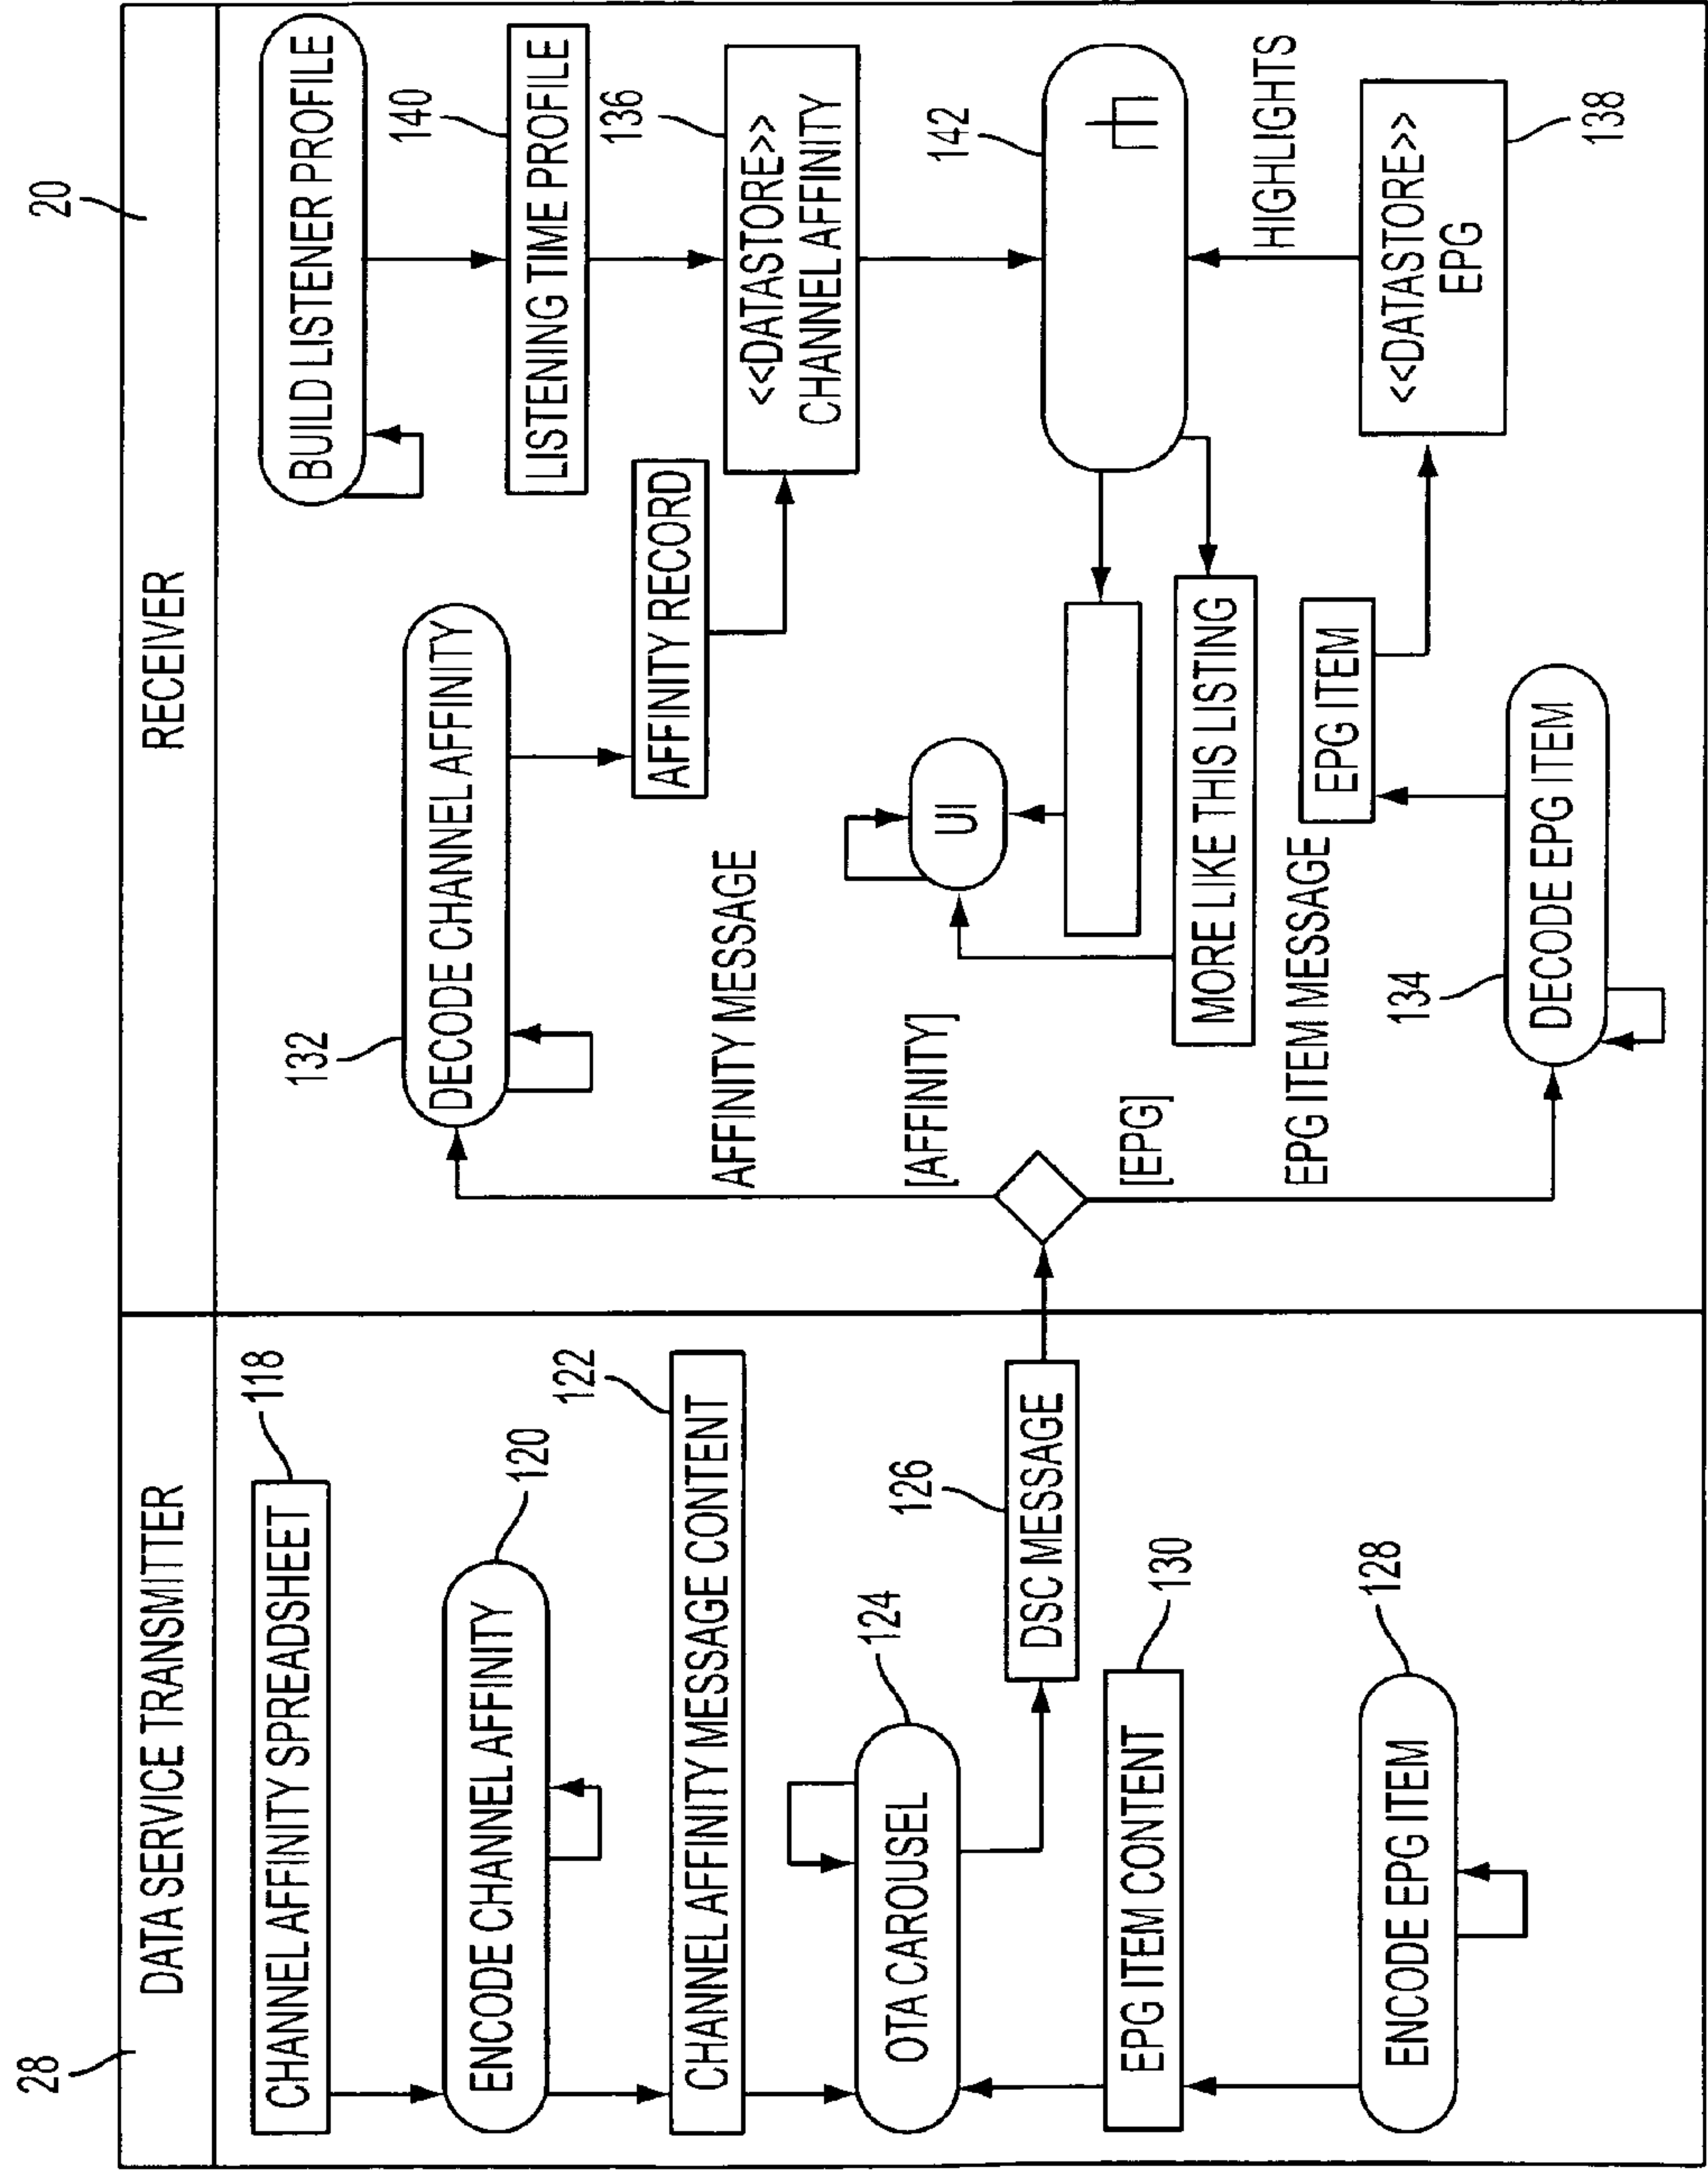 28
DATA SERVICE TRANSMITTER
CHANNEL AFFINITY SPREADSHEET
118
ENCODE CHANNEL AFFINITY
120
CHANNEL AFFINITY MESSAGE CONTENT
122
OTA CAROUSEL
124
DSC MESSAGE
126
EPG ITEM CONTENT
130
ENCODE EPG ITEM
128
20
RECEIVER
BUILD LISTENER PROFILE
140
LISTENING TIME PROFILE
132
DECODE CHANNEL AFFINITY
AFFINITY RECORD
136
<<DATASTORE>>
CHANNEL AFFINITY
AFFINITY MESSAGE
[AFFINITY]
UI
142
[EPG]
MORE LIKE THIS LISTING
HIGHLIGHTS
EPG ITEM MESSAGE
EPG ITEM
<<DATASTORE>>
EPG
138
134
DECODE EPG ITEM